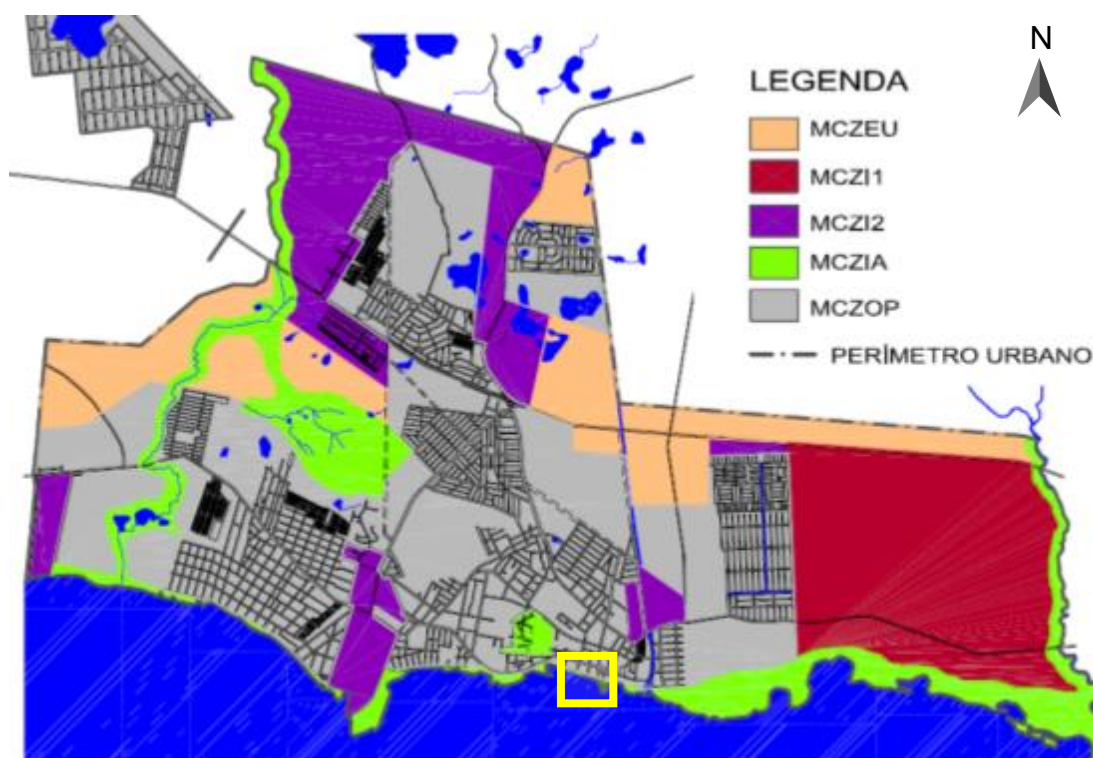 N
LEGENDA
MCZEU
MCZI1
MCZI2
MCZIA
MCZOP
PERÍMETRO URBANO